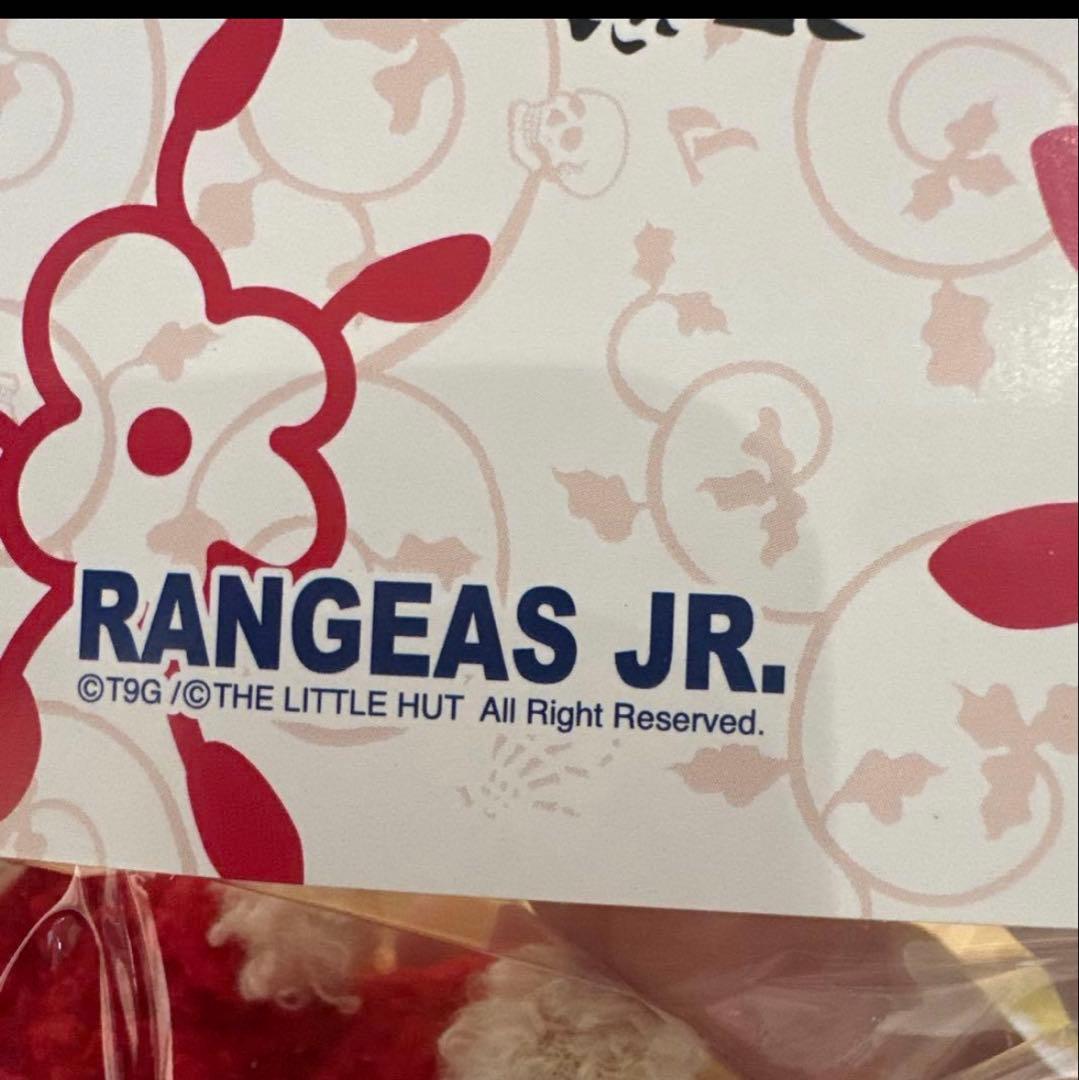 RANGEAS JR.
©T9G /©THE LITTLE HUT All Right Reserved.